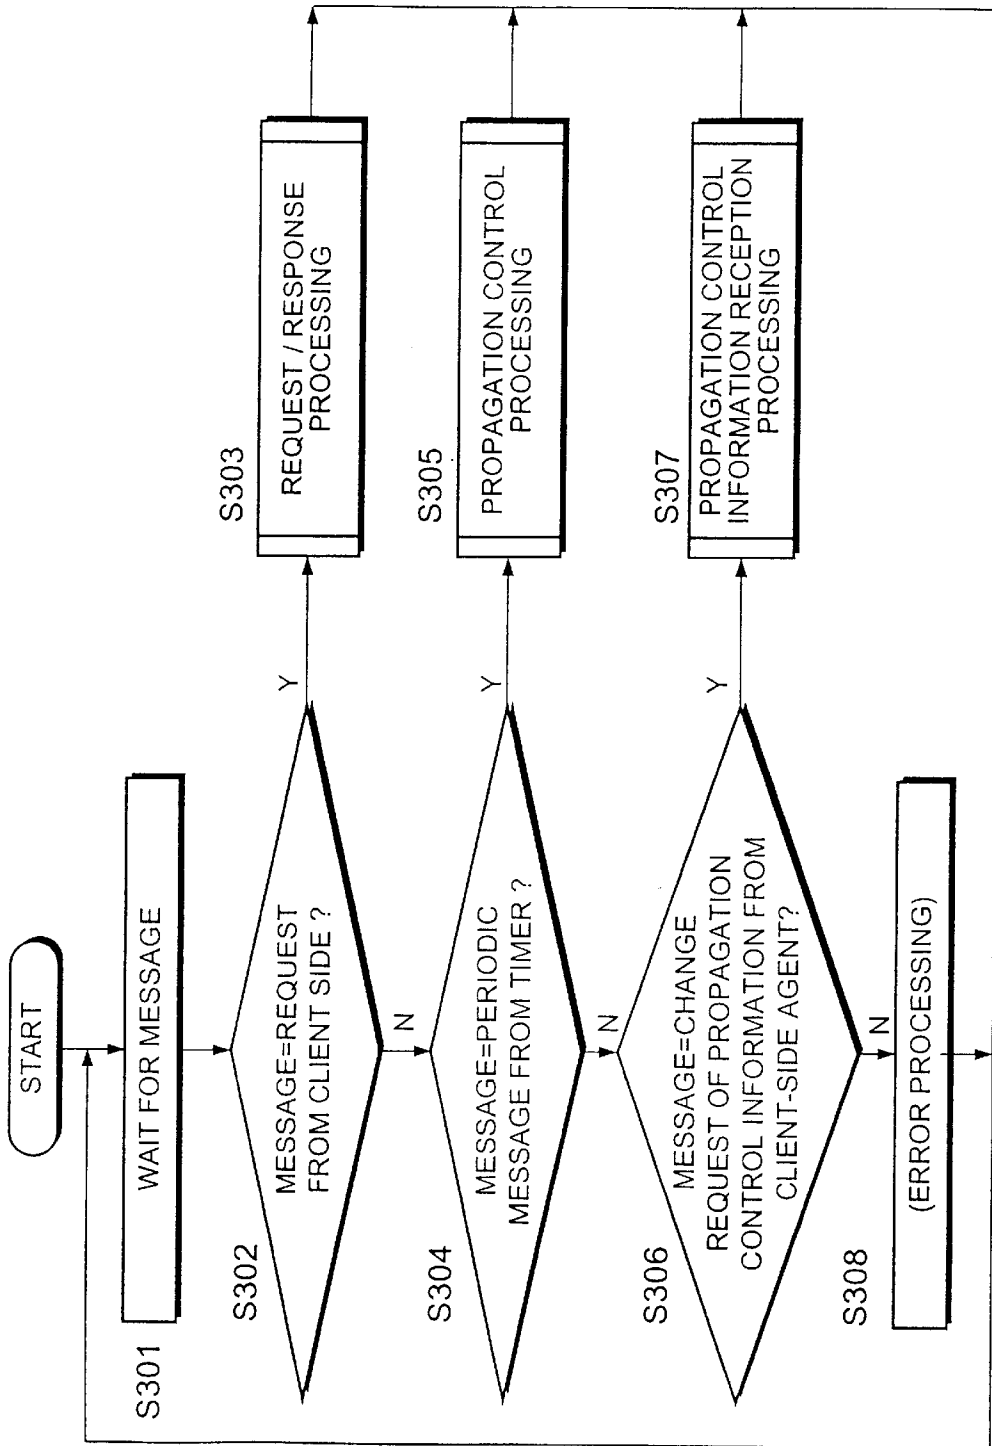 START
S301
WAIT FOR MESSAGE
S302
MESSAGE=REQUEST
FROM CLIENT SIDE ?
Y
N
S303
REQUEST / RESPONSE
PROCESSING
S304
MESSAGE=PERIODIC
MESSAGE FROM TIMER ?
Y
N
S305
PROPAGATION CONTROL
PROCESSING
S306
MESSAGE=CHANGE
REQUEST OF PROPAGATION
CONTROL INFORMATION FROM
CLIENT-SIDE AGENT?
Y
N
S307
PROPAGATION CONTROL
INFORMATION RECEPTION
PROCESSING
S308
(ERROR PROCESSING)